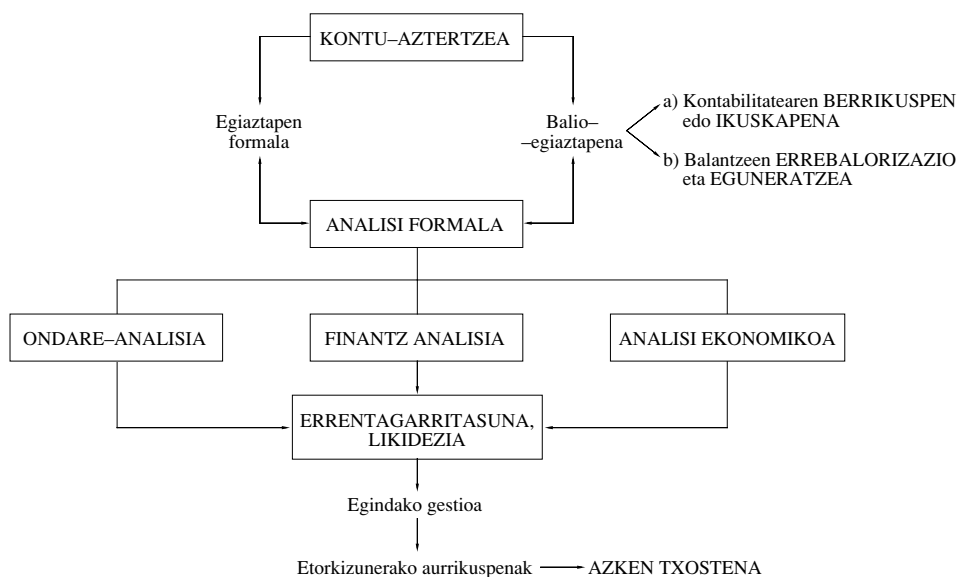 KONTU–AZTERTZEA
Egiaztapen
formala
Balio–
–egiaztapena
a) Kontabilitatearen BERRIKUSPEN
edo IKUSKAPENA
b) Balantzeen ERREBALORIZAZIO
eta EGUNERATZEA
ANALISI FORMALA
ONDARE–ANALISIA
FINANTZ ANALISIA
ANALISI EKONOMIKOA
ERRENTAGARRITASUNA,
LIKIDEZIA
Egindako gestioa
Etorkizunerako aurrikuspenak
AZKEN TXOSTENA